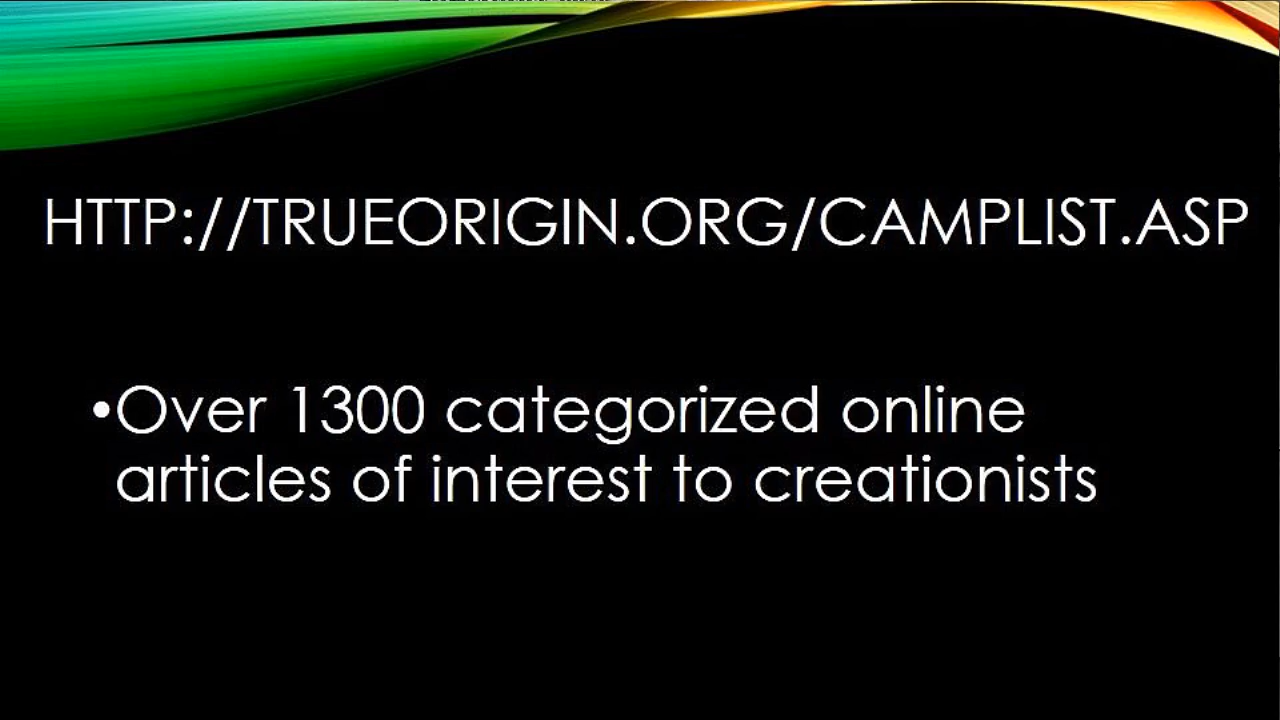 HTTP://TRUEORIGIN.ORG/CAMPLIST.ASP
•Over 1300 categorized online
articles of interest to creationists